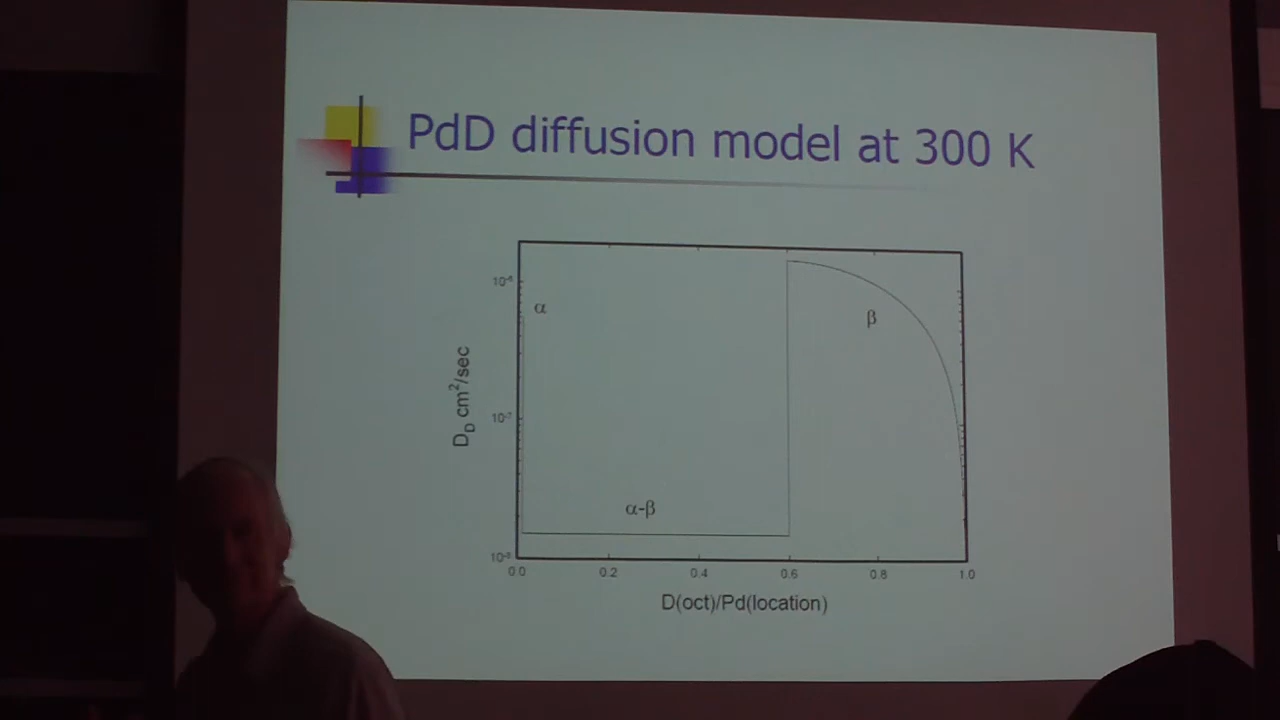 PdD diffusion model at 300 K
10⁻⁶
α
β
D_D cm²/sec
10⁻⁷
α-β
10⁻⁸
0.0 0.2 0.4 0.6 0.8 1.0
D(oct)/Pd(location)